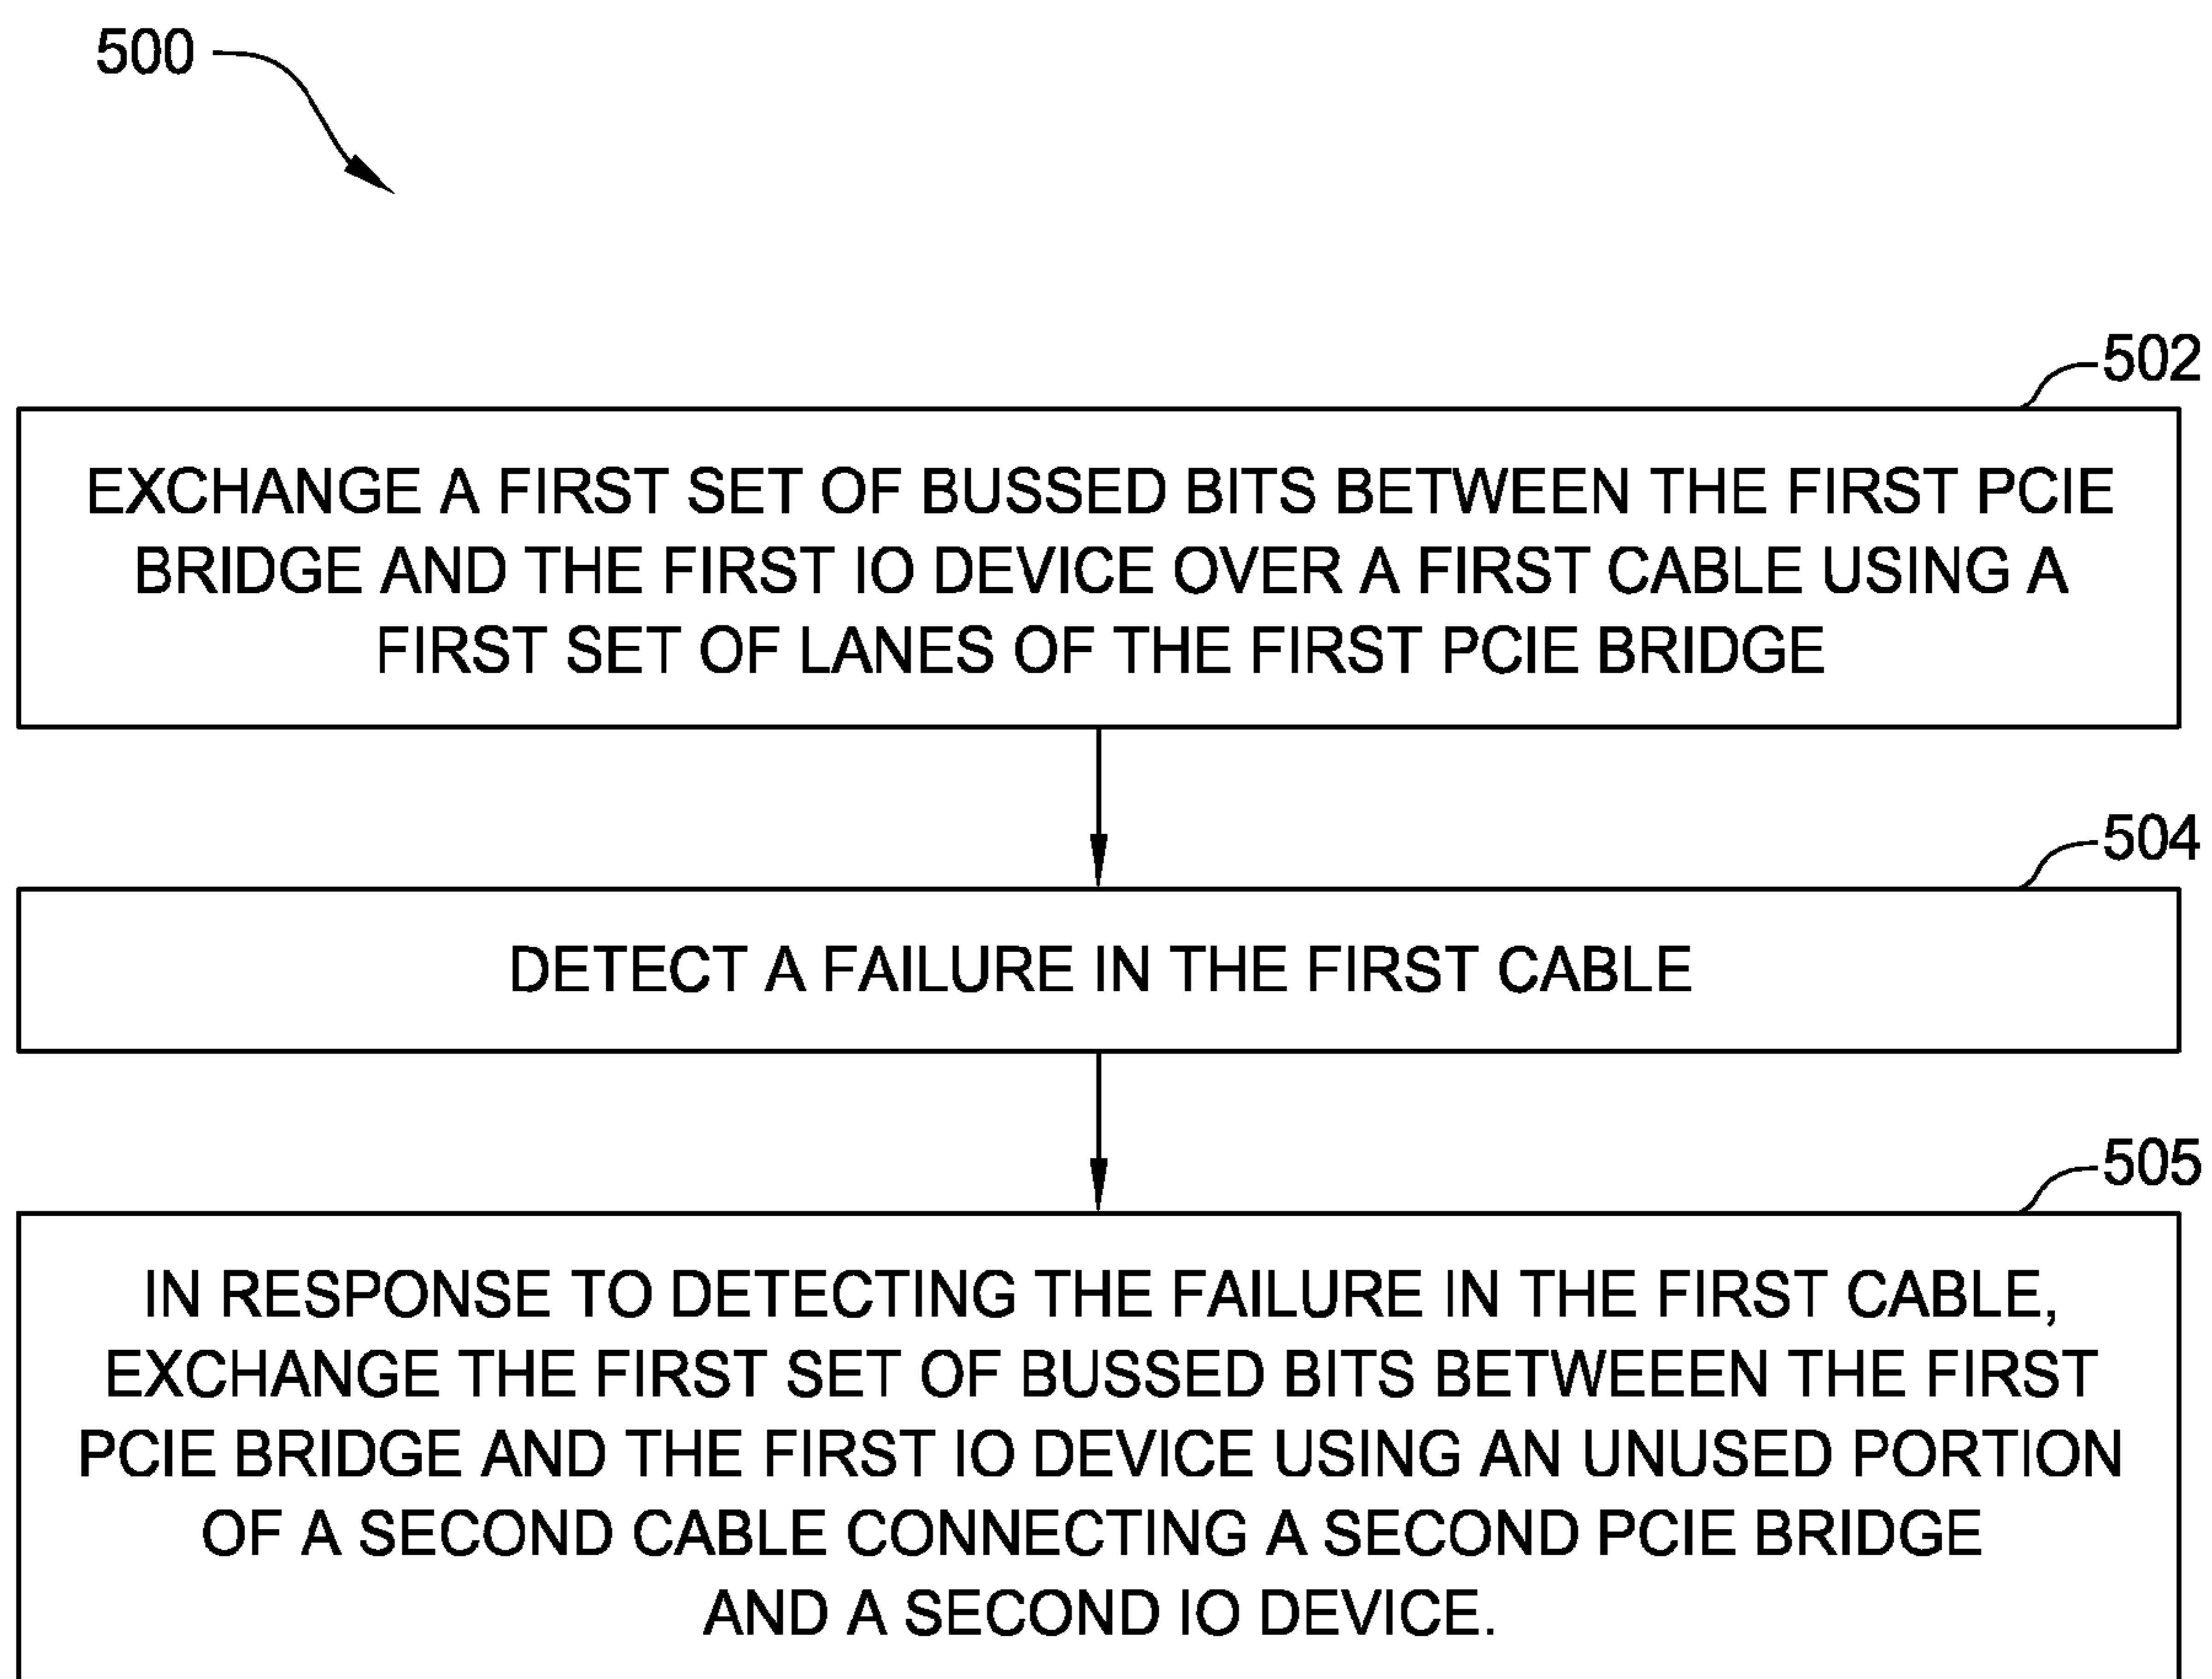 500
502
EXCHANGE A FIRST SET OF BUSSED BITS BETWEEN THE FIRST PCIE
BRIDGE AND THE FIRST IO DEVICE OVER A FIRST CABLE USING A
FIRST SET OF LANES OF THE FIRST PCIE BRIDGE
504
DETECT A FAILURE IN THE FIRST CABLE
505
IN RESPONSE TO DETECTING THE FAILURE IN THE FIRST CABLE,
EXCHANGE THE FIRST SET OF BUSSED BITS BETWEEEN THE FIRST
PCIE BRIDGE AND THE FIRST IO DEVICE USING AN UNUSED PORTION
OF A SECOND CABLE CONNECTING A SECOND PCIE BRIDGE
AND A SECOND IO DEVICE.